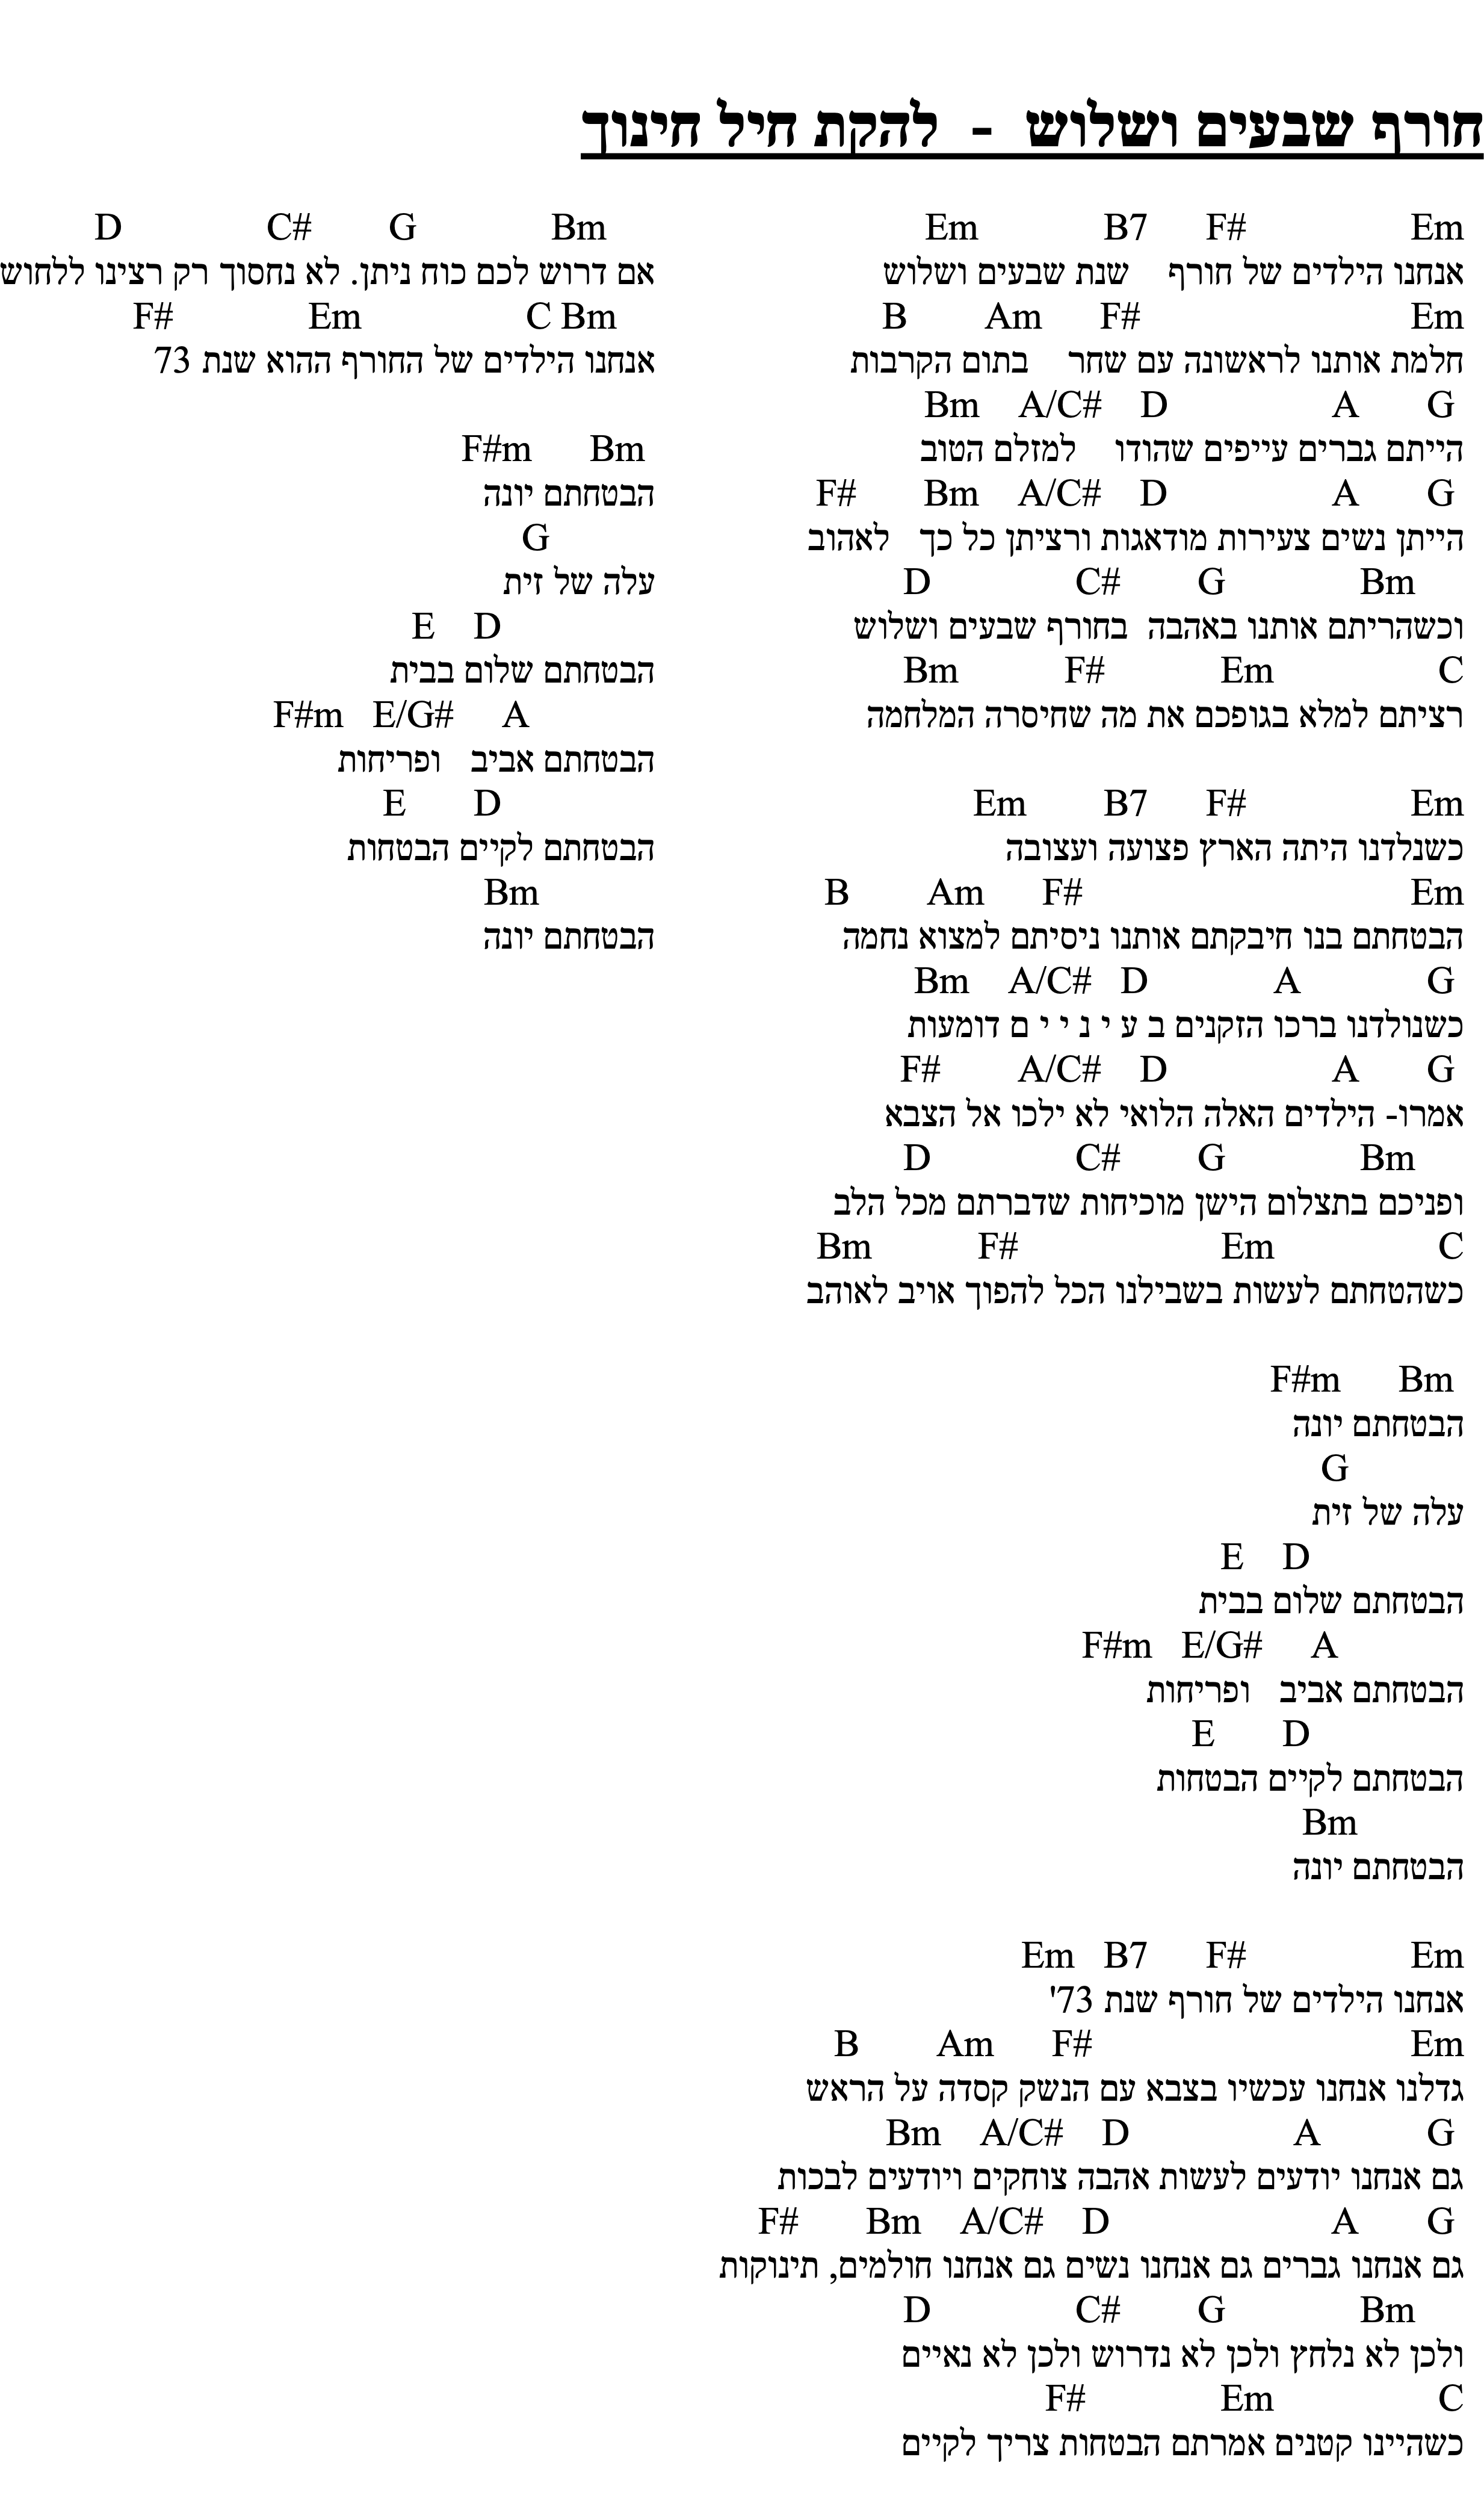 חורף שבעים ושלוש - להקת חיל חינוך
Em F# B7 Em
אנחנו הילדים של חורף שנת שבעים ושלוש
Em F# Am B
חלמת אותנו לראשונה עם שחר בתום הקרבות
G A D A/C# Bm
הייתם גברים עייפים שהודו למזלם הטוב
G A D A/C# Bm F#
הייתן נשים צעירות מודאגות ורציתן כל כך לאהוב
Bm G C# D
וכשהריתם אותנו באהבה בחורף שבעים ושלוש
C Em F# Bm
רציתם למלא בגופכם את מה שחיסרה המלחמה
Em F# B7 Em
כשנלדנו היתה הארץ פצועה ועצובה
Em F# Am B
הבטחתם בנו חיבקתם אותנו ניסיתם למצוא נחמה
G A D A/C# Bm
כשנולדנו ברכו הזקנים ב ע י נ י י ם דומעות
G A D A/C# F#
אמרו- הילדים האלה הלואי לא ילכו אל הצבא
Bm G C# D
ופניכם בתצלום הישן מוכיחות שדברתם מכל הלב
C Em F# Bm
כשהטחתם לעשות בשבילנו הכל להפוך אויב לאוהב
Bm F#m
הבטחתם יונה
G
עלה של זית
D E
הבטחתם שלום בבית
A E/G# F#m
הבטחתם אביב ופריחות
D E
הבטחתם לקיים הבטחות
Bm
הבטחתם יונה
Em F# B7 Em
אנחנו הילדים של חורף שנת 73'
Em F# Am B
גדלנו אנחנו עכשיו בצבא עם הנשק קסדה על הראש
G A D A/C# Bm
גם אנחנו יודעים לעשות אהבה צוחקים ויודעים לבכות
G A D A/C# Bm F#
גם אנחנו גברים גם אנחנו נשים גם אנחנו חולמים, תינוקות
Bm G C# D
ולכן לא נלחץ ולכן לא נדרוש ולכן לא נאיים
C Em F#
כשהיינו קטנים אמרתם הבטחות צריך לקיים
Bm G C# D
אם דרוש לכם כוח ניתן. לא נחסוך רק רצינו ללחוש
Bm C Em F#
אנחנו הילדים של החורף ההוא שנת 73
Bm F#m
הבטחתם יונה
G
עלה של זית
D E
הבטחתם שלום בבית
A E/G# F#m
הבטחתם אביב ופריחות
D E
הבטחתם לקיים הבטחות
Bm
הבטחתם יונה